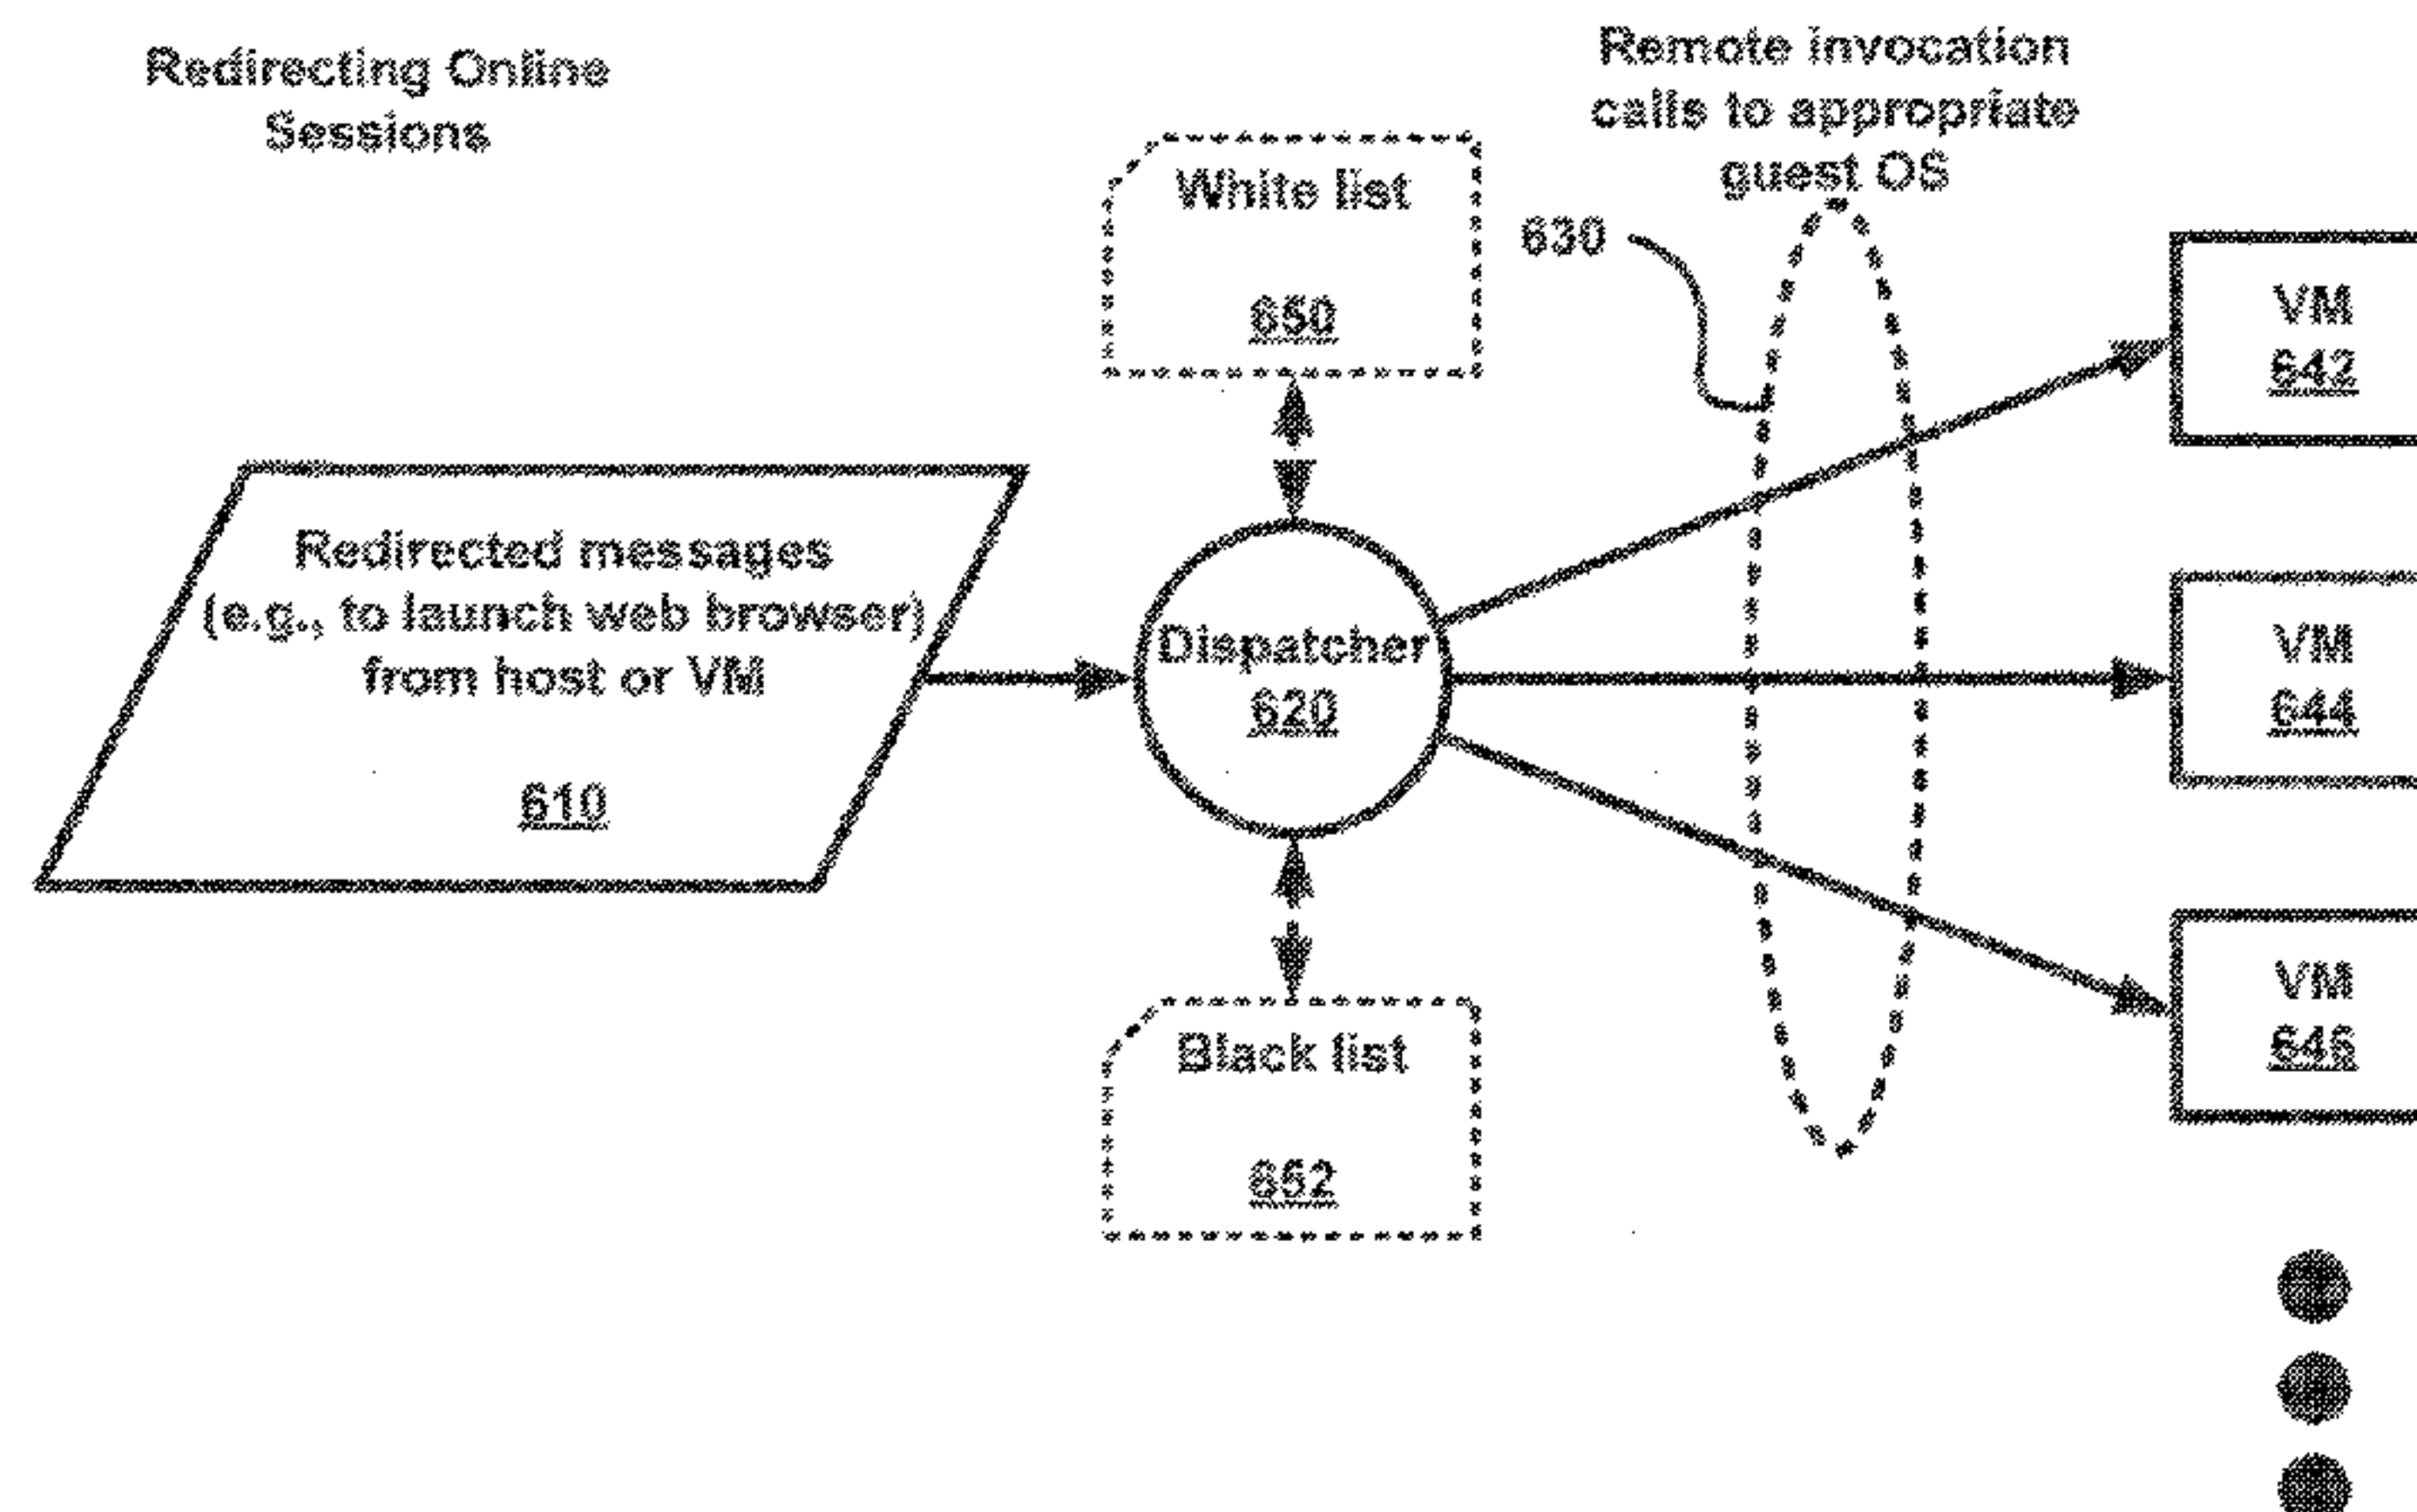 Redirecting Online
Sessions
Remote invocation
calls to appropriate
guest OS
White list
650
630
VM
642
Redirected messages
(e.g., to launch web browser)
from host or VM
610
Dispatcher
620
VM
644
Black list
652
VM
646